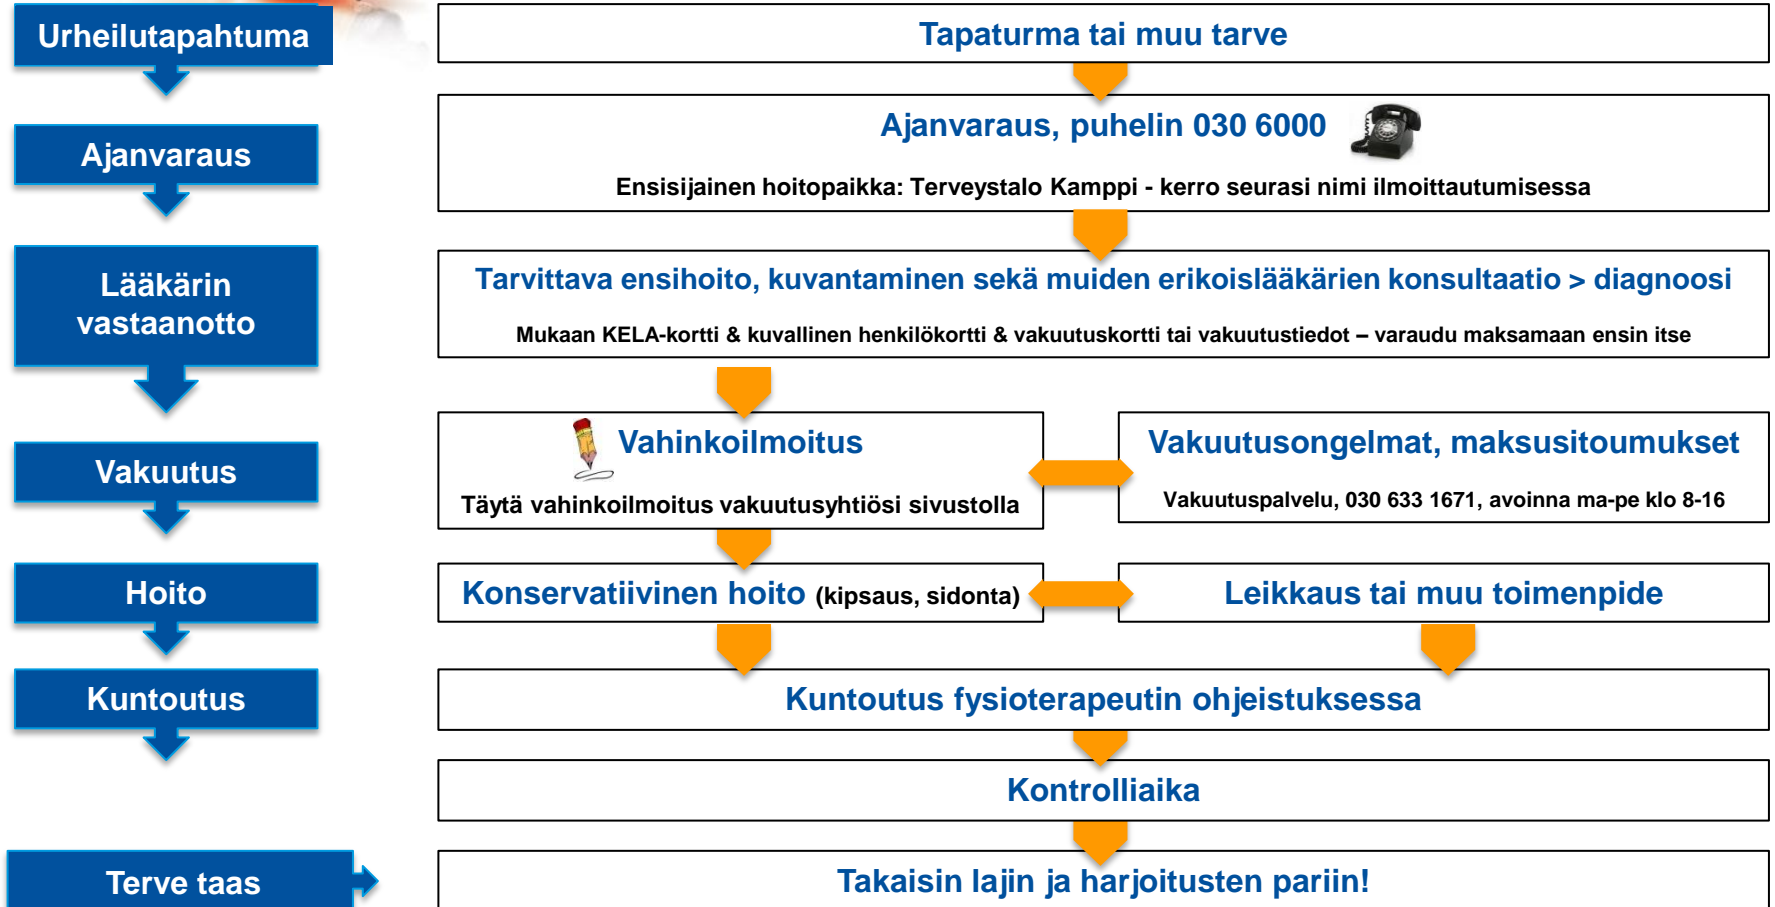 Urheilutapahtuma
Tapaturma tai muu tarve
Ajanvaraus
Ajanvaraus, puhelin 030 6000
Ensisijainen hoitopaikka: Terveystalo Kamppi - kerro seurasi nimi ilmoittautumisessa
Lääkärin
vastaanotto
Tarvittava ensihoito, kuvantaminen sekä muiden erikoislääkärien konsultaatio > diagnoosi
Mukaan KELA-kortti & kuvallinen henkilökortti & vakuutuskortti tai vakuutustiedot – varaudu maksamaan ensin itse
Vakuutus
Vahinkoilmoitus
Täytä vahinkoilmoitus vakuutusyhtiösi sivustolla
Vakuutusongelmat, maksusitoumukset
Vakuutuspalvelu, 030 633 1671, avoinna ma-pe klo 8-16
Hoito
Konservatiivinen hoito (kipsaus, sidonta)
Leikkaus tai muu toimenpide
Kuntoutus
Kuntoutus fysioterapeutin ohjeistuksessa
Kontrolliaika
Terve taas
Takaisin lajin ja harjoitusten pariin!